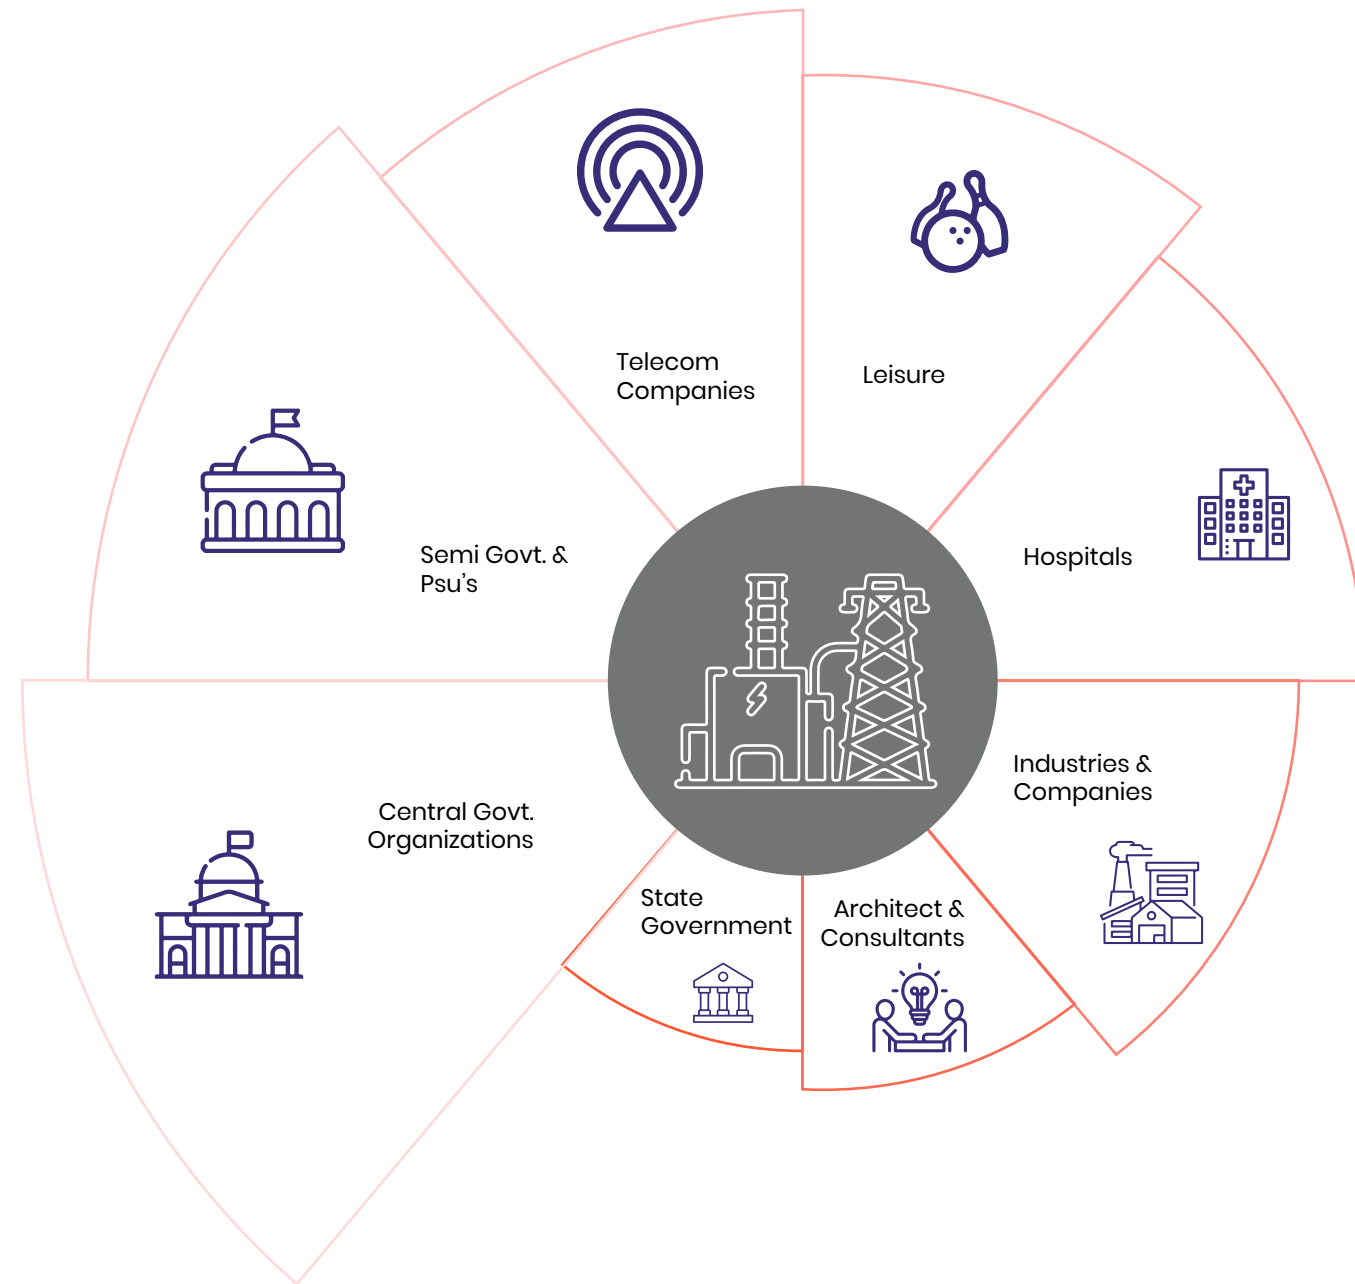 Telecom
Companies
Leisure
Semi Govt. &
Psu’s
Hospitals
Industries &
Companies
Central Govt.
Organizations
State
Government
Architect &
Consultants